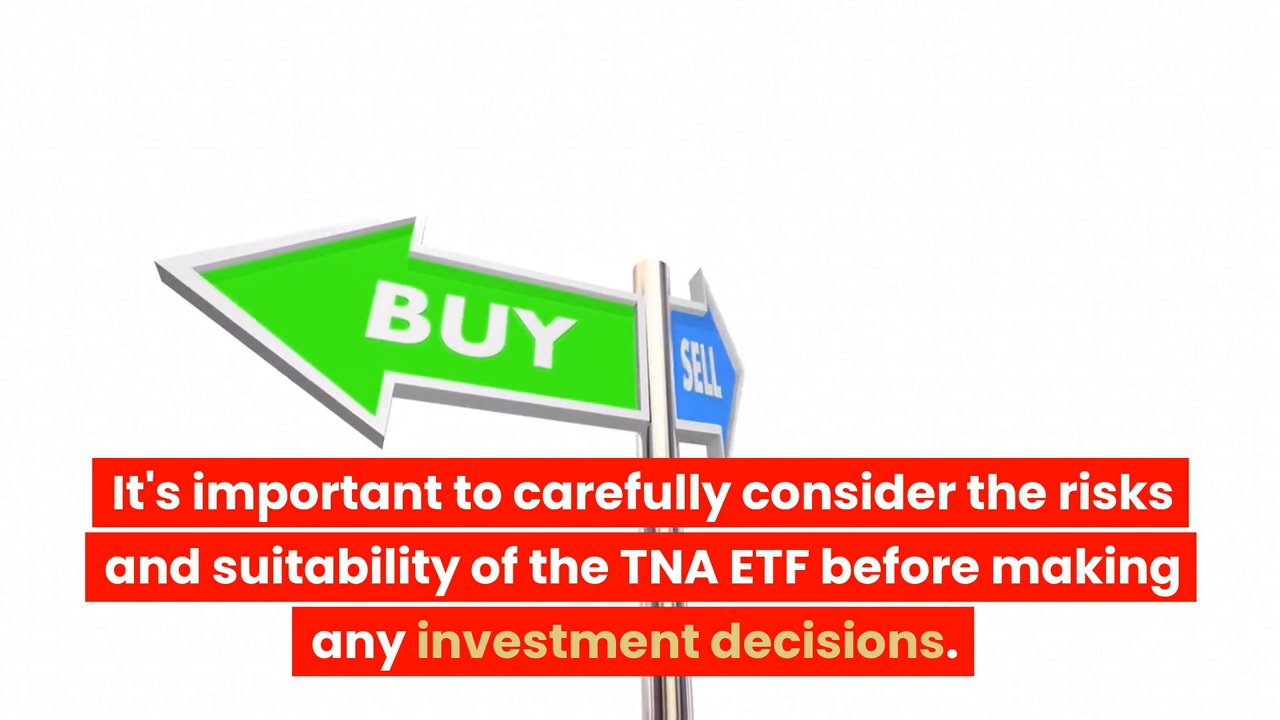 BUY
SELL
It's important to carefully consider the risks
and suitability of the TNA ETF before making
any investment decisions.